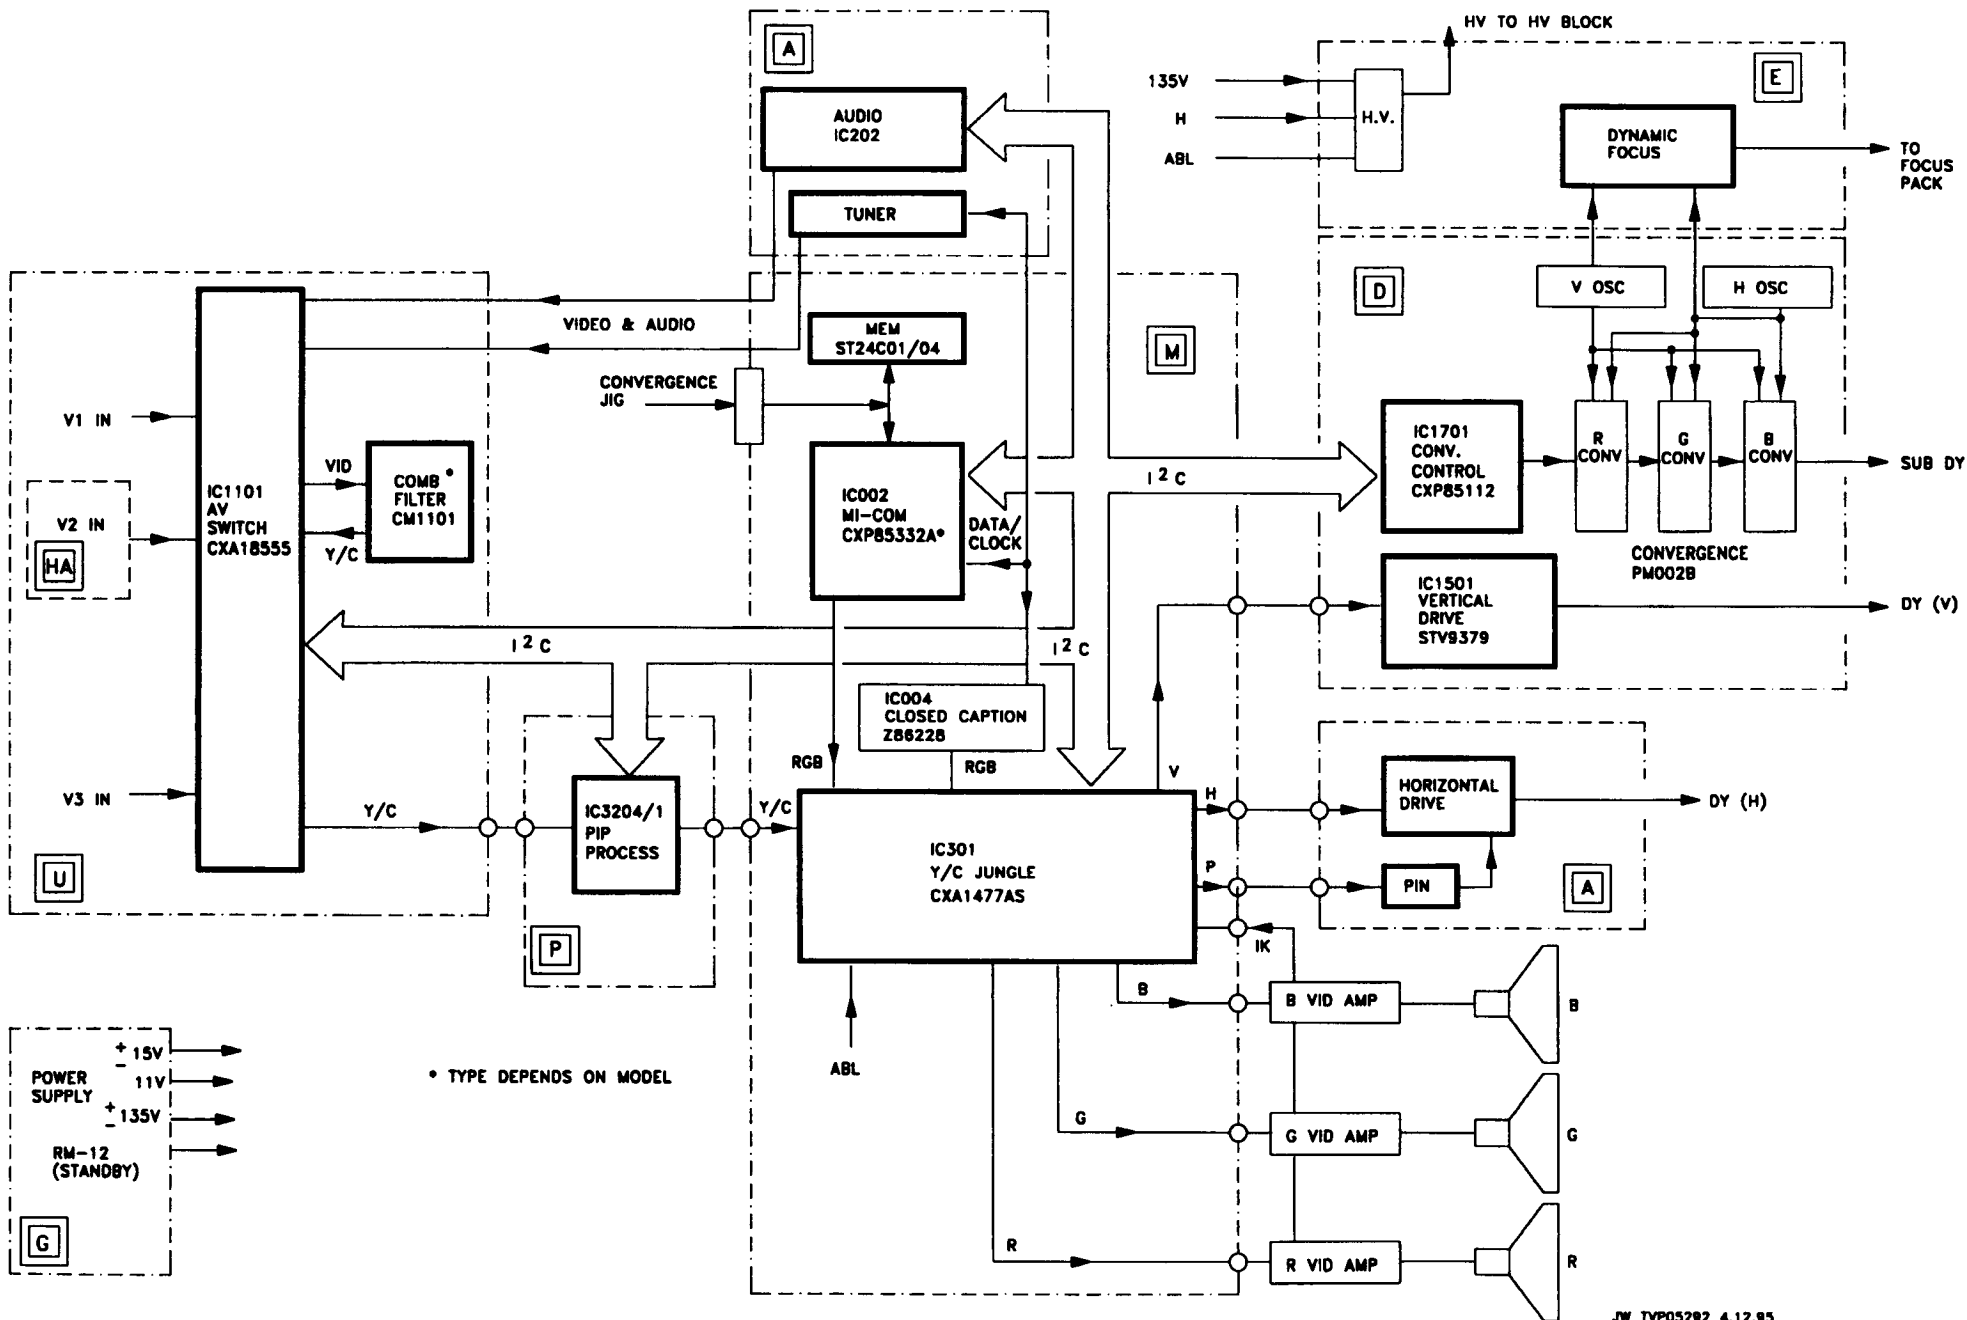 A
AUDIO
IC202
TUNER
VIDEO & AUDIO
HV TO HV BLOCK
135V
H
ABL
H.V.
E
DYNAMIC
FOCUS
TO
FOCUS
PACK
D
V OSC
H OSC
IC1701
CONV.
CONTROL
CXP85112
R
CONV
G
CONV
B
CONV
SUB DY
CONVERGENCE
PM002B
IC1501
VERTICAL
DRIVE
STV9379
DY (V)
M
MEM
ST24C01/04
CONVERGENCE
JIG
IC002
MI-COM
CXP85332A*
DATA/
CLOCK
I2C
V1 IN
V2 IN
HA
V3 IN
IC1101
AV
SWITCH
CXA18555
VID
Y/C
COMB *
FILTER
CM1101
I2C
I2C
U
Y/C
IC3204/1
PIP
PROCESS
P
Y/C
RGB
IC004
CLOSED CAPTION
Z86228
RGB
IC301
Y/C JUNGLE
CXA1477AS
V
H
P
IK
HORIZONTAL
DRIVE
PIN
A
DY (H)
B
B VID AMP
B
G
G VID AMP
G
R
R VID AMP
R
ABL
POWER
SUPPLY
± 15V
11V
± 135V
RM-12
(STANDBY)
G
* TYPE DEPENDS ON MODEL
JW TVP05292 4.12.95